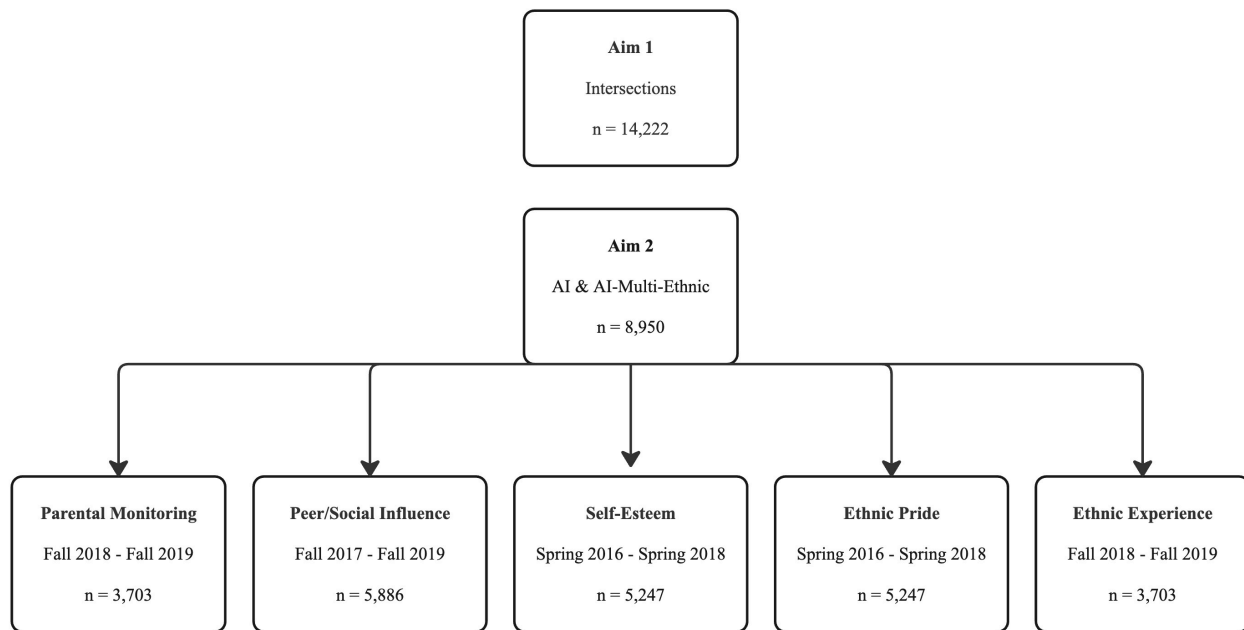 Aim 1
Intersections
n = 14,222
Aim 2
AI & AI-Multi-Ethnic
n = 8,950
Parental Monitoring
Fall 2018 - Fall 2019
n = 3,703
Peer/Social Influence
Fall 2017 - Fall 2019
n = 5,886
Self-Esteem
Spring 2016 - Spring 2018
n = 5,247
Ethnic Pride
Spring 2016 - Spring 2018
n = 5,247
Ethnic Experience
Fall 2018 - Fall 2019
n = 3,703